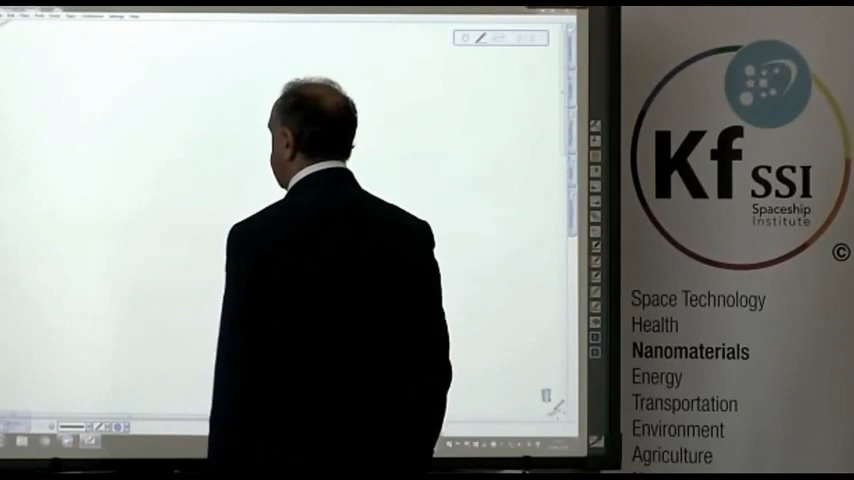 Kf SSI
Spaceship
Institute
©
Space Technology
Health
Nanomaterials
Energy
Transportation
Environment
Agriculture